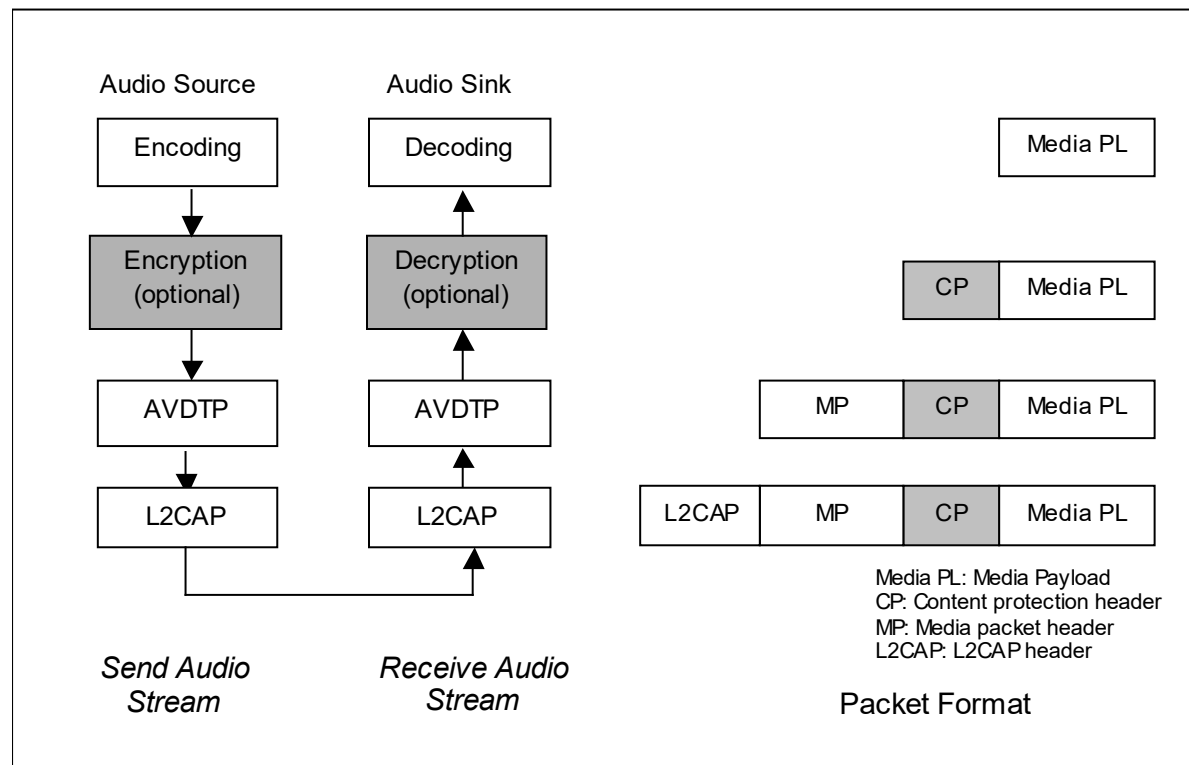 Audio Source
Audio Sink
Encoding
Decoding
Media PL
Encryption
(optional)
Decryption
(optional)
CP
Media PL
AVDTP
AVDTP
MP
CP
Media PL
L2CAP
L2CAP
L2CAP
MP
CP
Media PL
Media PL: Media Payload
CP: Content protection header
MP: Media packet header
L2CAP: L2CAP header
Send Audio
Stream
Receive Audio
Stream
Packet Format